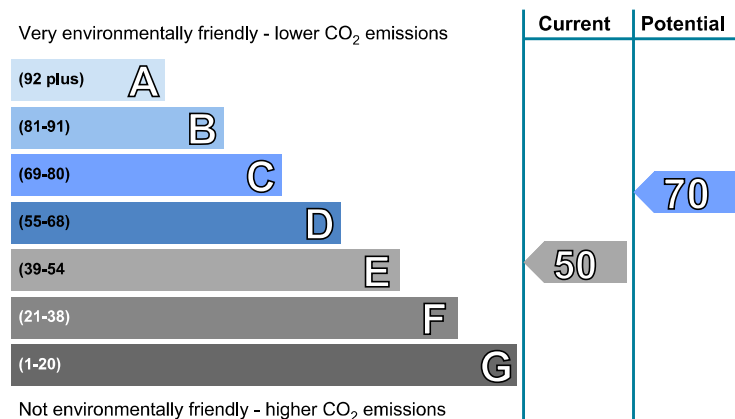 Very environmentally friendly - lower CO₂ emissions
Current
Potential
(92 plus) A
(81-91) B
(69-80) C
70
(55-68) D
(39-54 E
50
(21-38) F
(1-20) G
Not environmentally friendly - higher CO₂ emissions